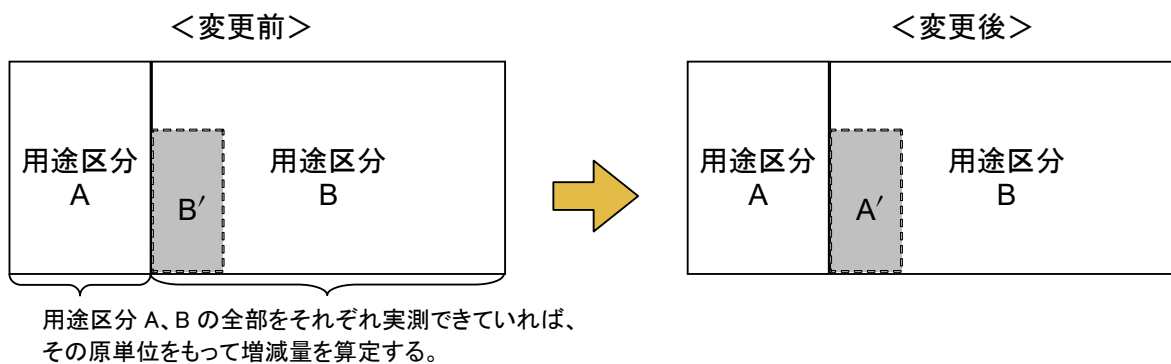 ＜変更前＞
用途区分
A
B′
用途区分
B
用途区分 A、B の全部をそれぞれ実測できていれば、
その原単位をもって増減量を算定する。
＜変更後＞
用途区分
A
A′
用途区分
B